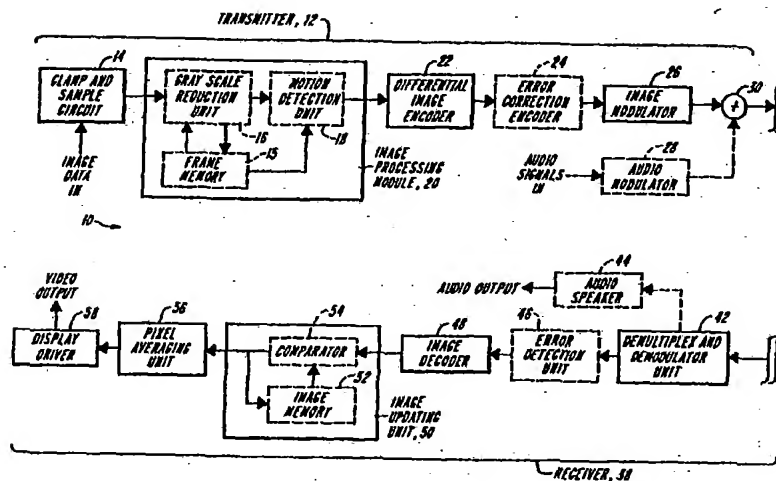 TRANSMITTER, 12
14
CLAMP AND
SAMPLE
CIRCUIT
IMAGE
DATA
IN
GRAY SCALE
REDUCTION
UNIT
16
MOTION
DETECTION
UNIT
18
15
FRAME MEMORY
IMAGE
PROCESSING
MODULE, 20
22
DIFFERENTIAL
IMAGE
ENCODER
24
ERROR
CORRECTION
ENCODER
26
IMAGE
MODULATOR
30
+
AUDIO
SIGNALS
IN
28
AUDIO
MODULATOR
10
VIDEO
OUTPUT
58
DISPLAY
DRIVER
56
PIXEL
AVERAGING
UNIT
54
COMPARATOR
52
IMAGE
MEMORY
IMAGE
UPDATING
UNIT, 50
48
IMAGE
DECODER
AUDIO OUTPUT
44
AUDIO
SPEAKER
46
ERROR
DETECTION
UNIT
42
DEMULTIPLEX AND
DEMODULATOR
UNIT
RECEIVER, 38